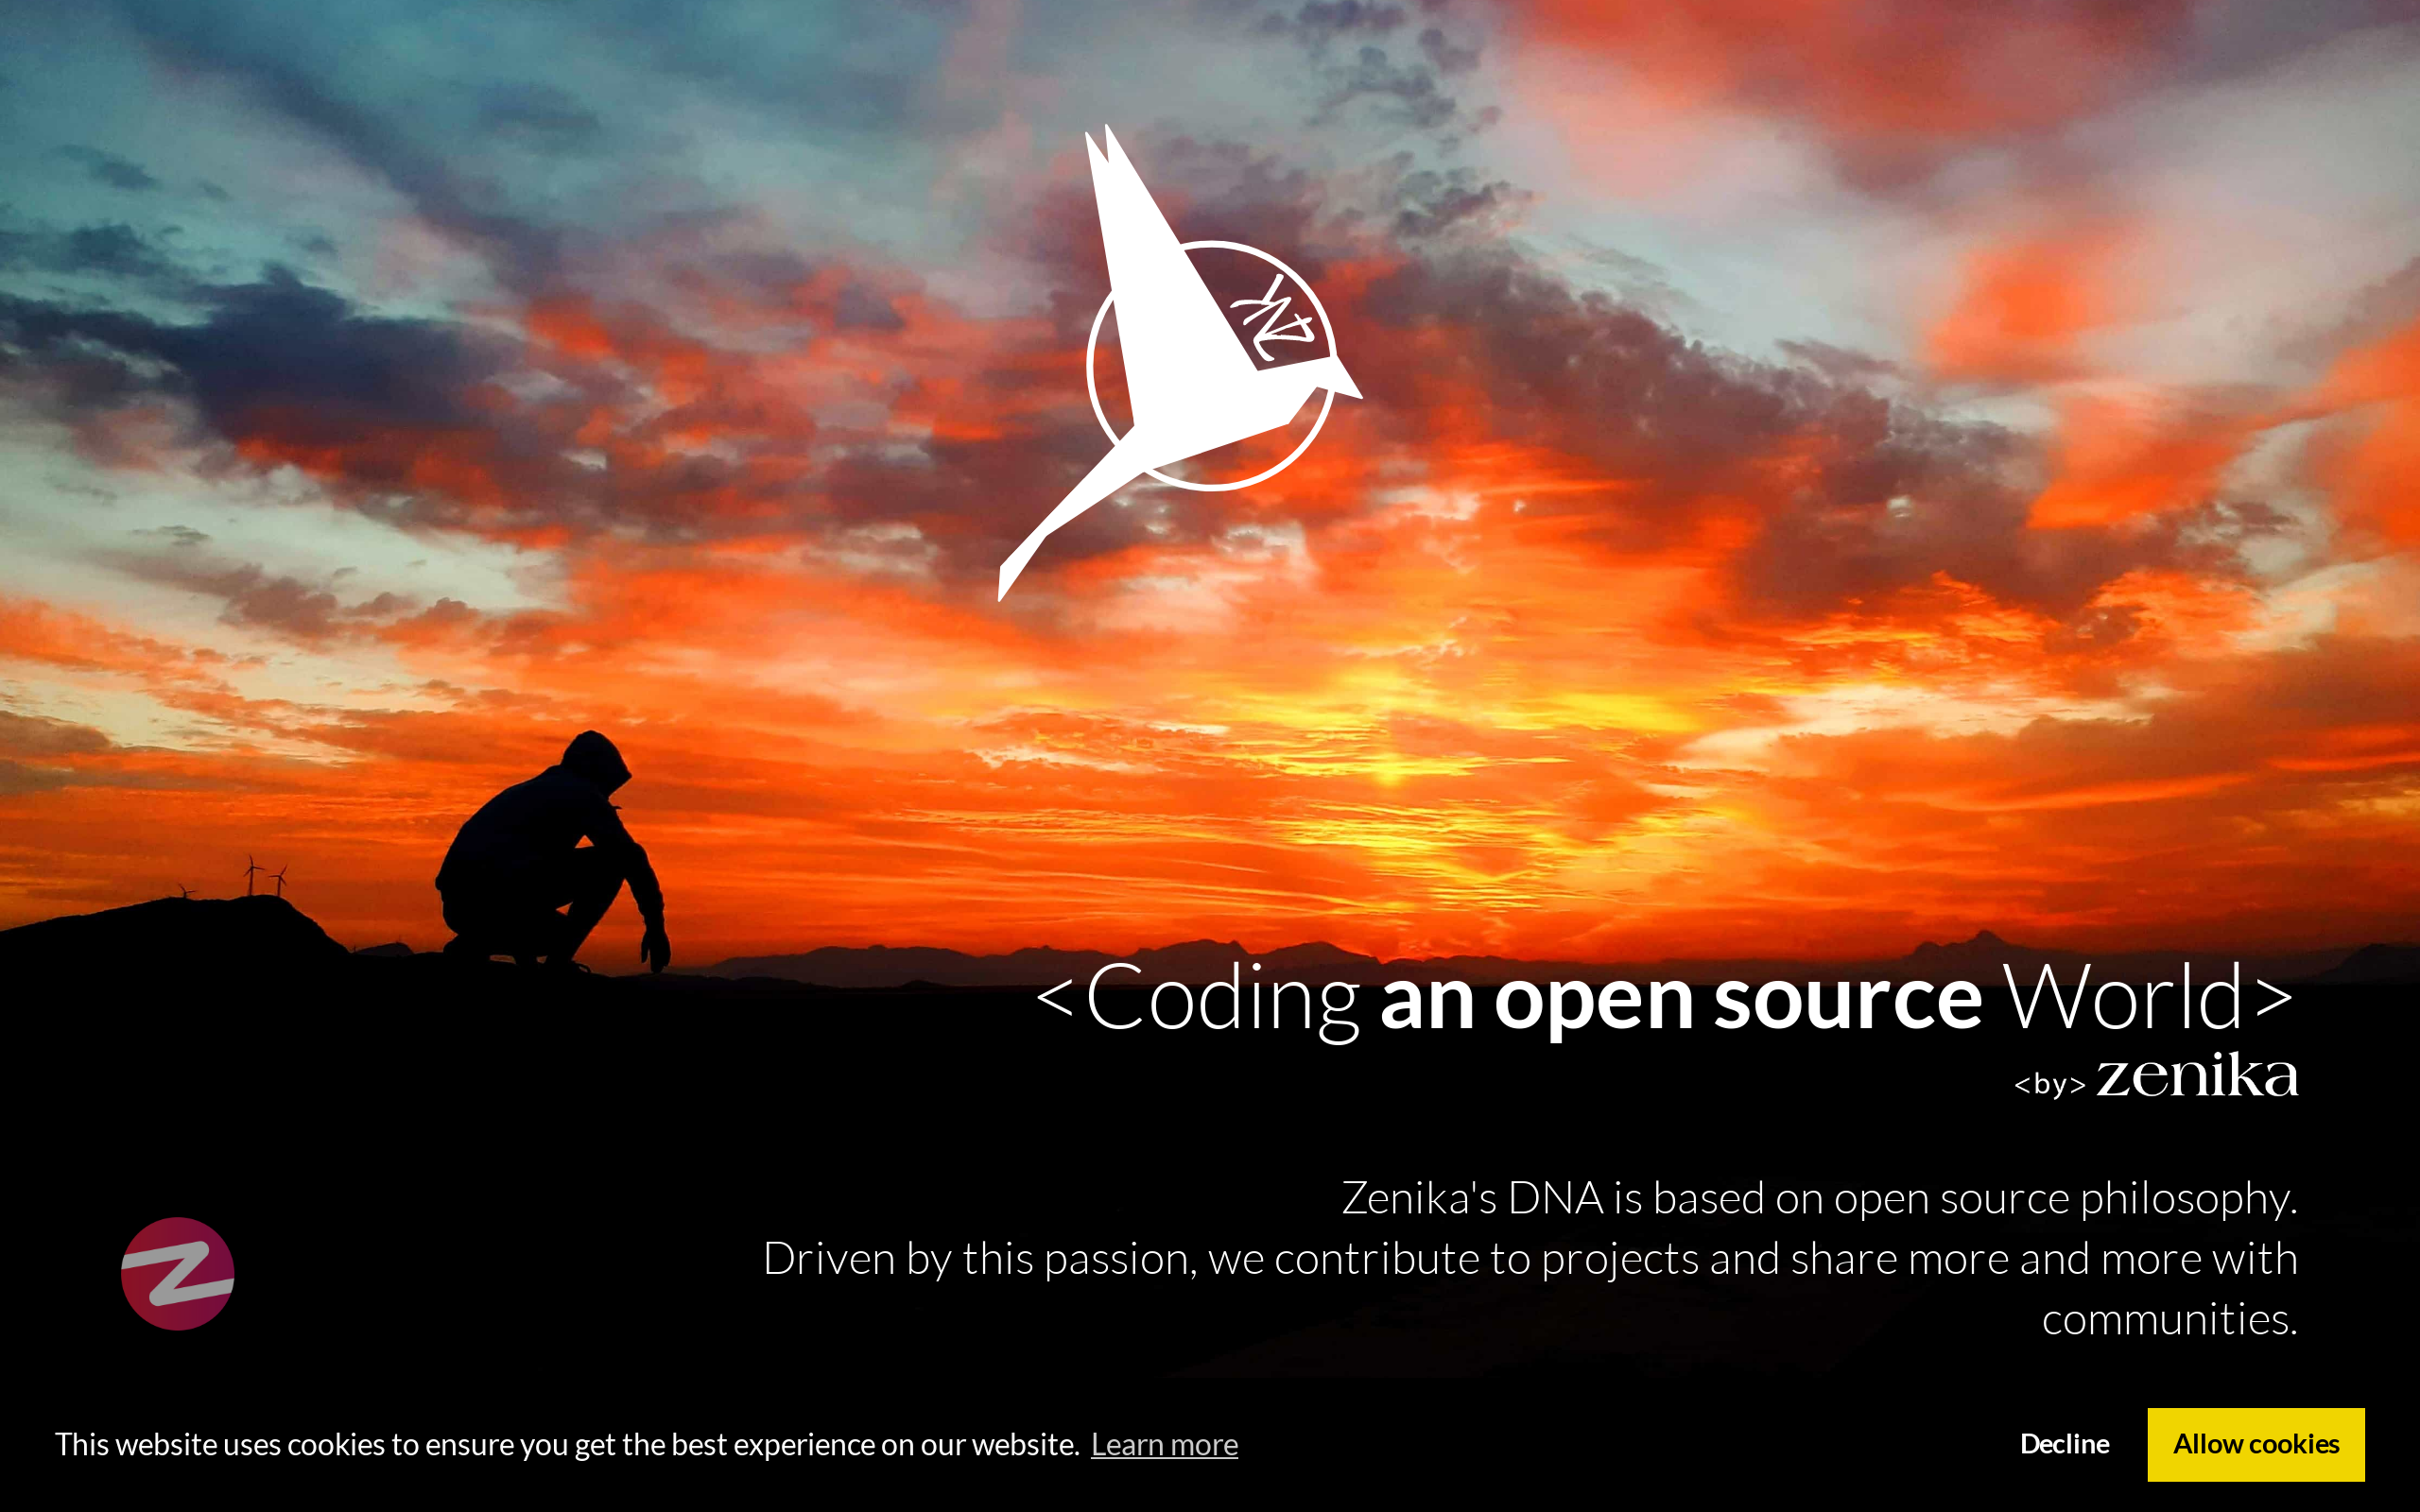 <Coding an open source World>
<by> zenika
Zenika's DNA is based on open source philosophy.
Driven by this passion, we contribute to projects and share more and more with
communities.
This website uses cookies to ensure you get the best experience on our website. Learn more
Decline
Allow cookies